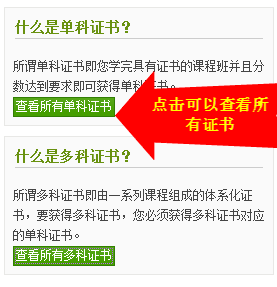 什么是单科证书?
所谓单科证书即您学完具有证书的课程班并且分
数达到要求即可获得单科证书。
查看所有单科证书
点击可以查看所
有证书
什么是多科证书?
所谓多科证书即由一系列课程组成的体系化证
书，要获得多科证书，您必须获得多科证书对应
的单科证书。
查看所有多科证书